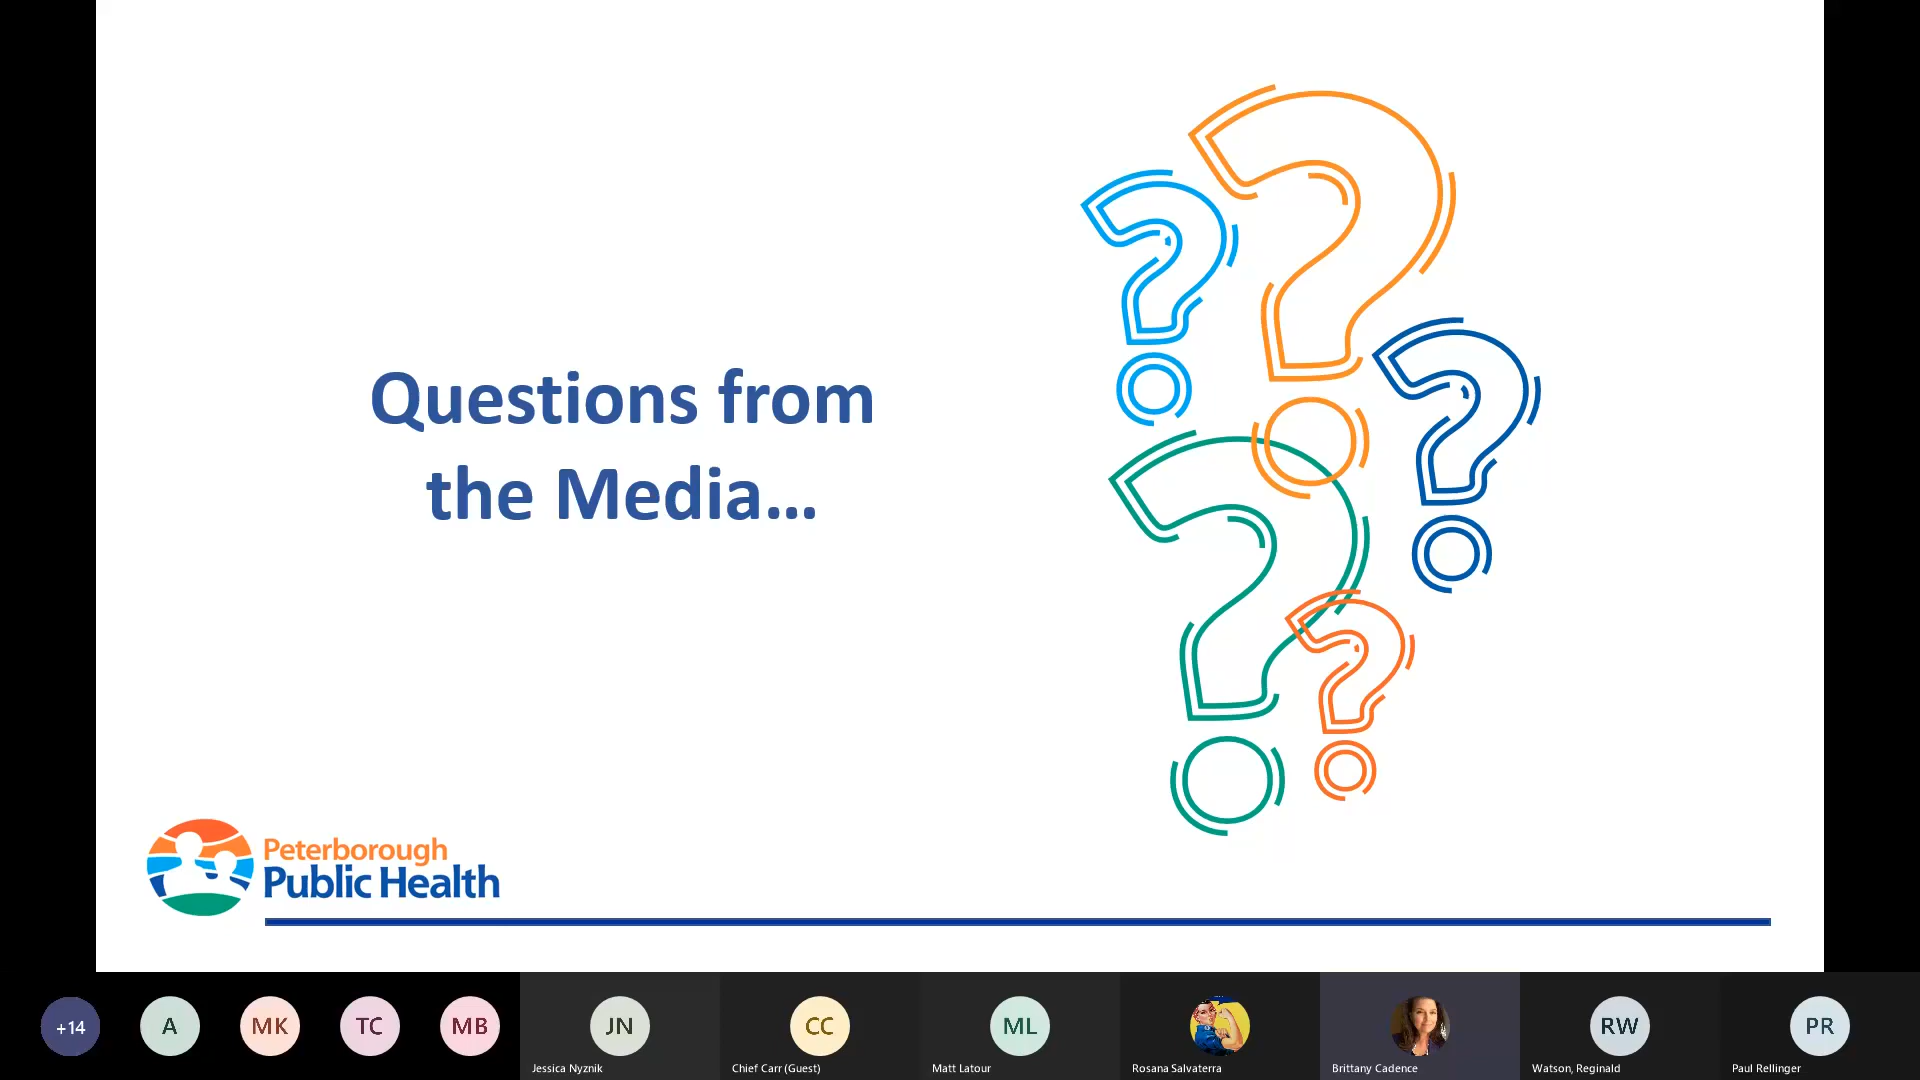 Questions from
the Media...
Peterborough
Public Health
+14
A
MK
TC
MB
JN
CC
ML
RW
PR
Jessica Nyznik
Chief Carr (Guest)
Matt Latour
Rosana Salvaterra
Brittany Cadence
Watson, Reginald
Paul Rellinger